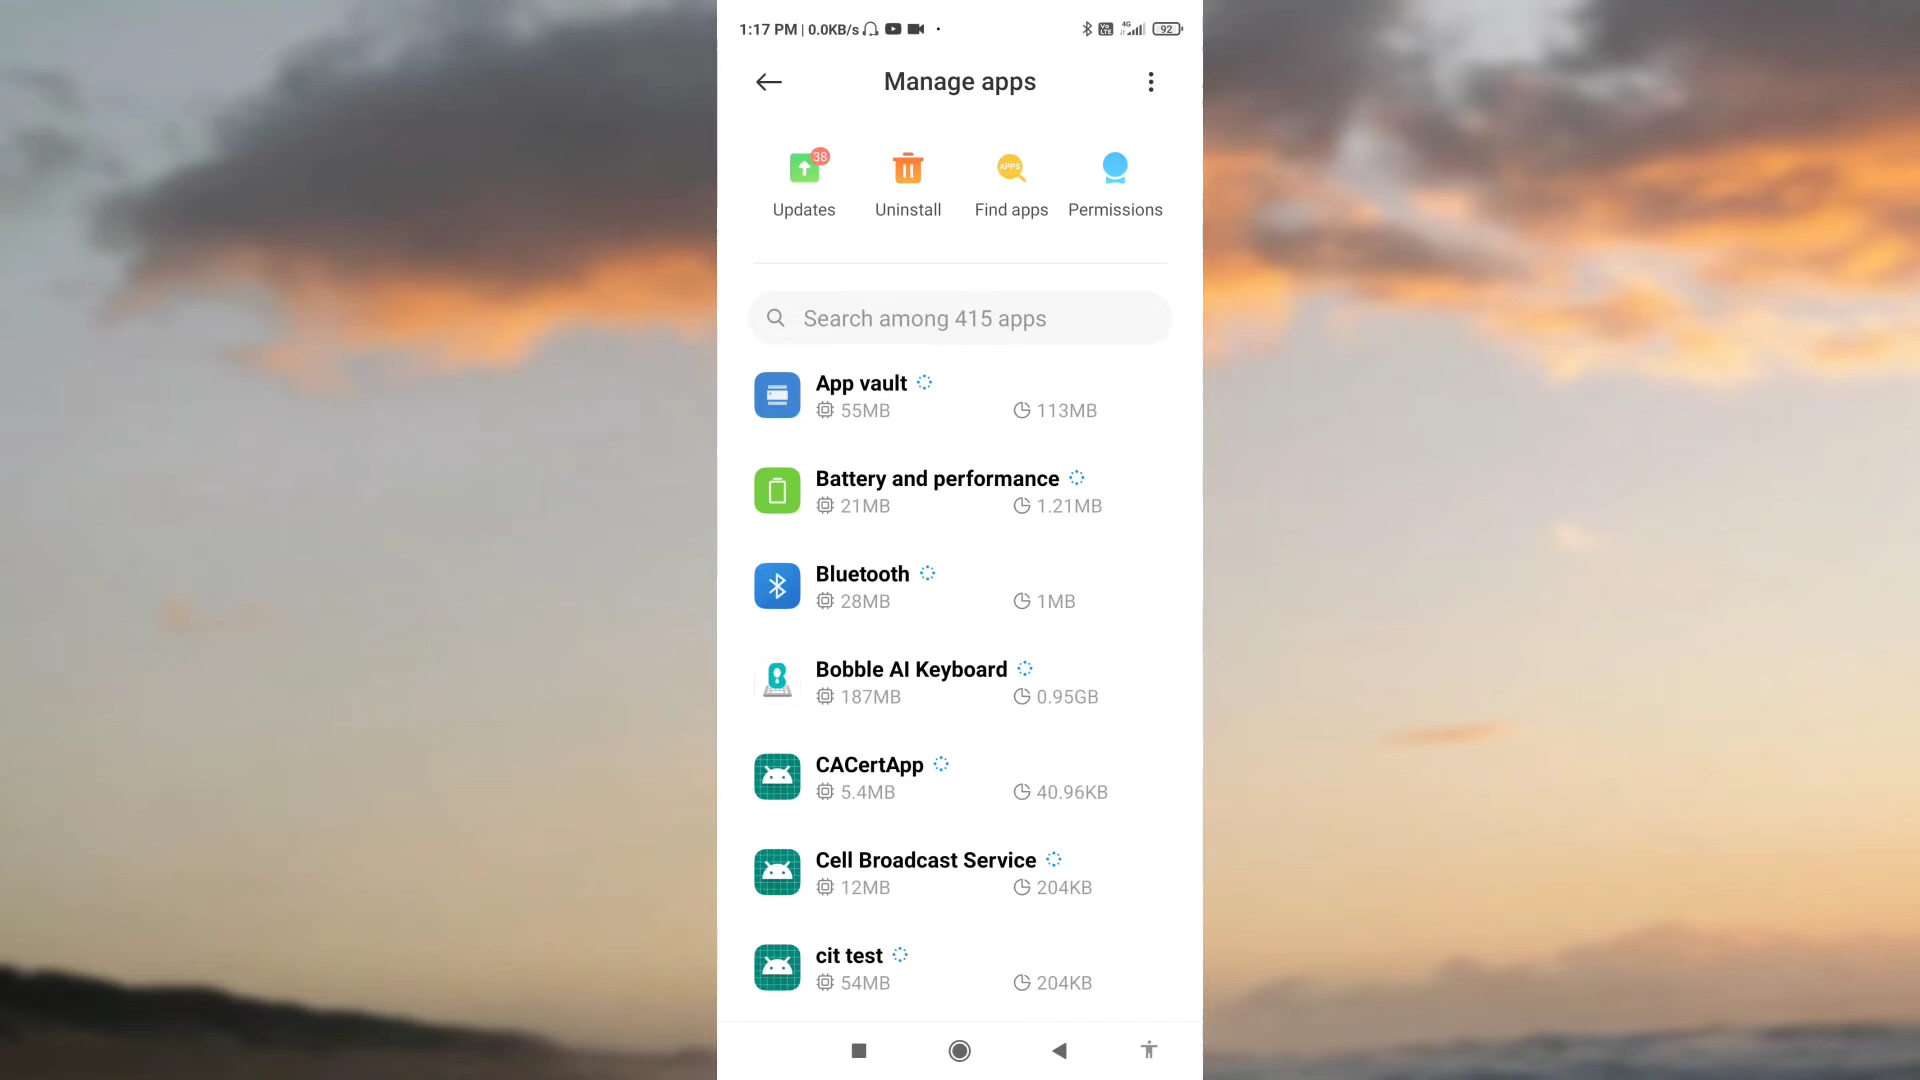 1:17 PM | 0.0KB/s 4G 92
Manage apps
38
APPS
Updates Uninstall Find apps Permissions
Search among 415 apps
App vault
55MB 113MB
Battery and performance
21MB 1.21MB
Bluetooth
28MB 1MB
Bobble AI Keyboard
187MB 0.95GB
CACertApp
5.4MB 40.96KB
Cell Broadcast Service
12MB 204KB
cit test
54MB 204KB